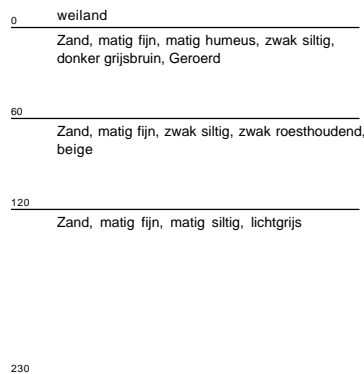 0 weiland
Zand, matig fijn, matig humeus, zwak siltig,
donker grijsbruin, Geroerd
60
Zand, matig fijn, zwak siltig, zwak roesthoudend,
beige
120
Zand, matig fijn, matig siltig, lichtgrijs
230